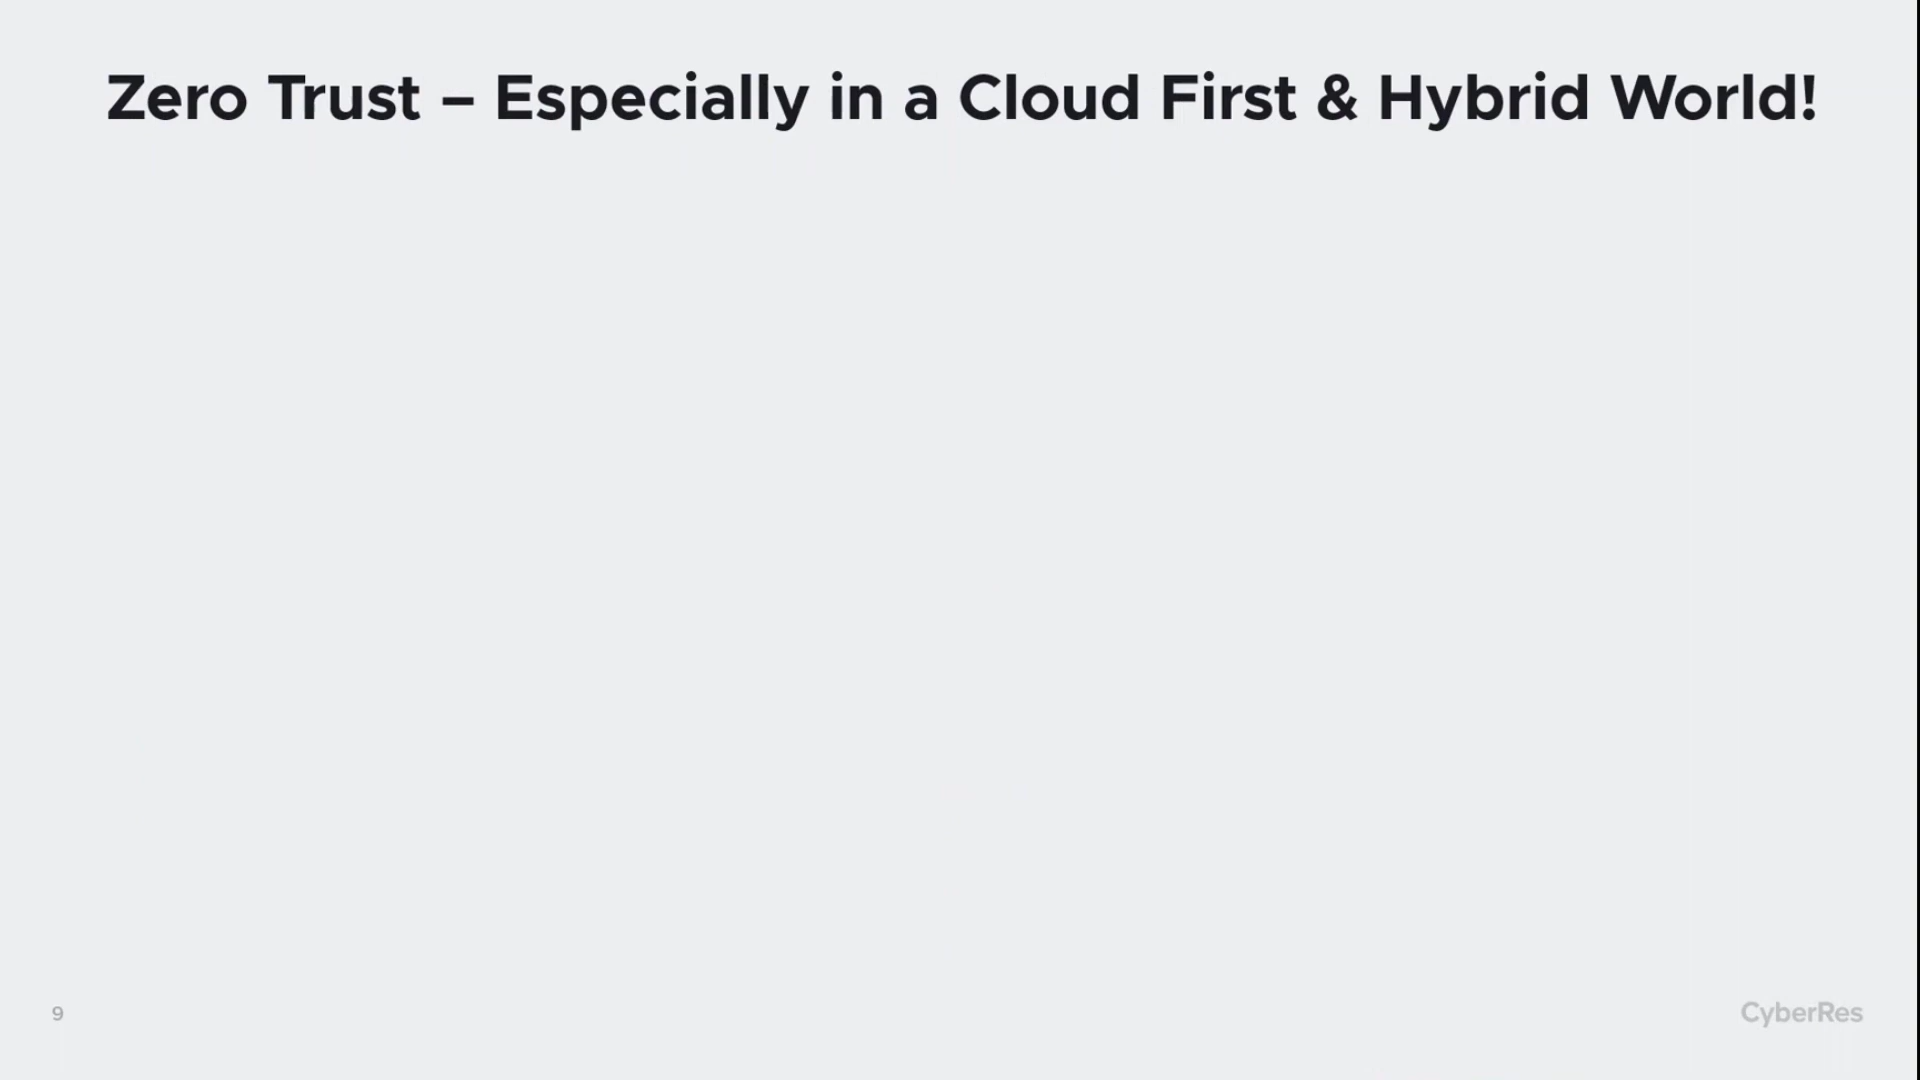 Zero Trust – Especially in a Cloud First & Hybrid World!
9
CyberRes